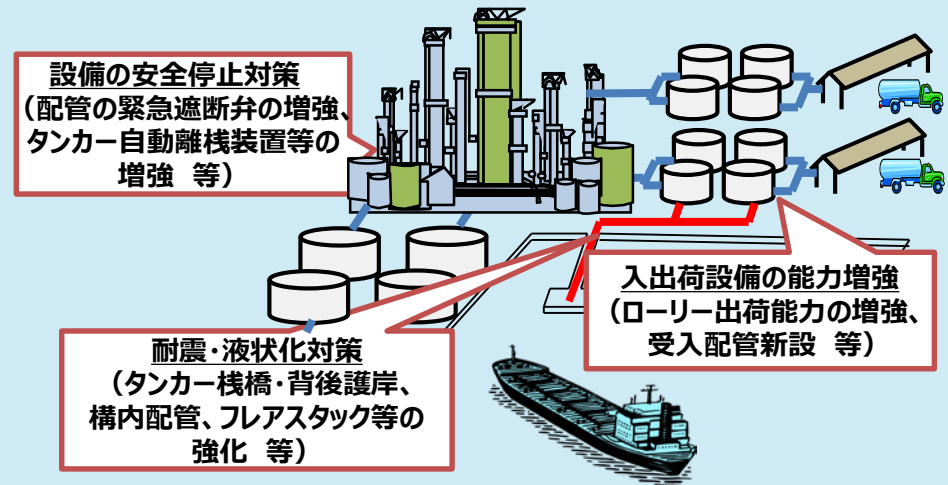 設備の安全停止対策
（配管の緊急遮断弁の増強、
タンカー自動離桟装置等の
増強　等）
入出荷設備の能力増強
（ローリー出荷能力の増強、
受入配管新設　等）
耐震・液状化対策
（タンカー桟橋・背後護岸、
構内配管、フレアスタック等の
強化　等）